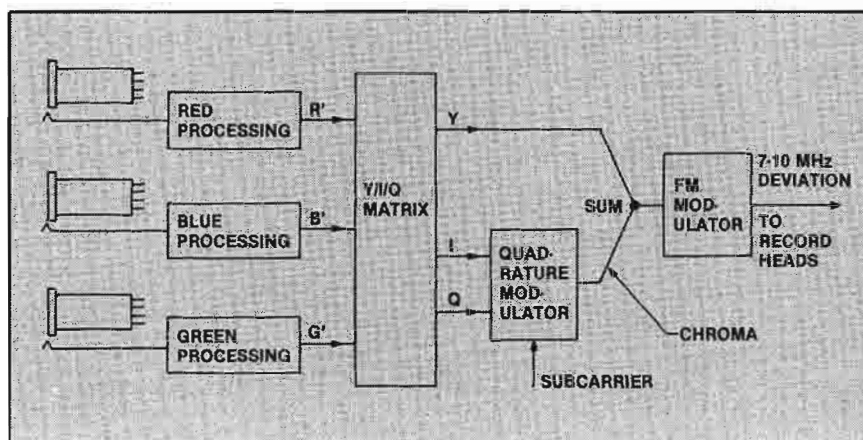 RED
PROCESSING
R'
BLUE
PROCESSING
B'
GREEN
PROCESSING
G'
Y/I/Q
MATRIX
Y
I
Q
QUAD-
RATURE
MOD-
ULATOR
SUBCARRIER
SUM
CHROMA
FM
MOD-
ULATOR
7-10 MHz
DEVIATION
TO
RECORD
HEADS